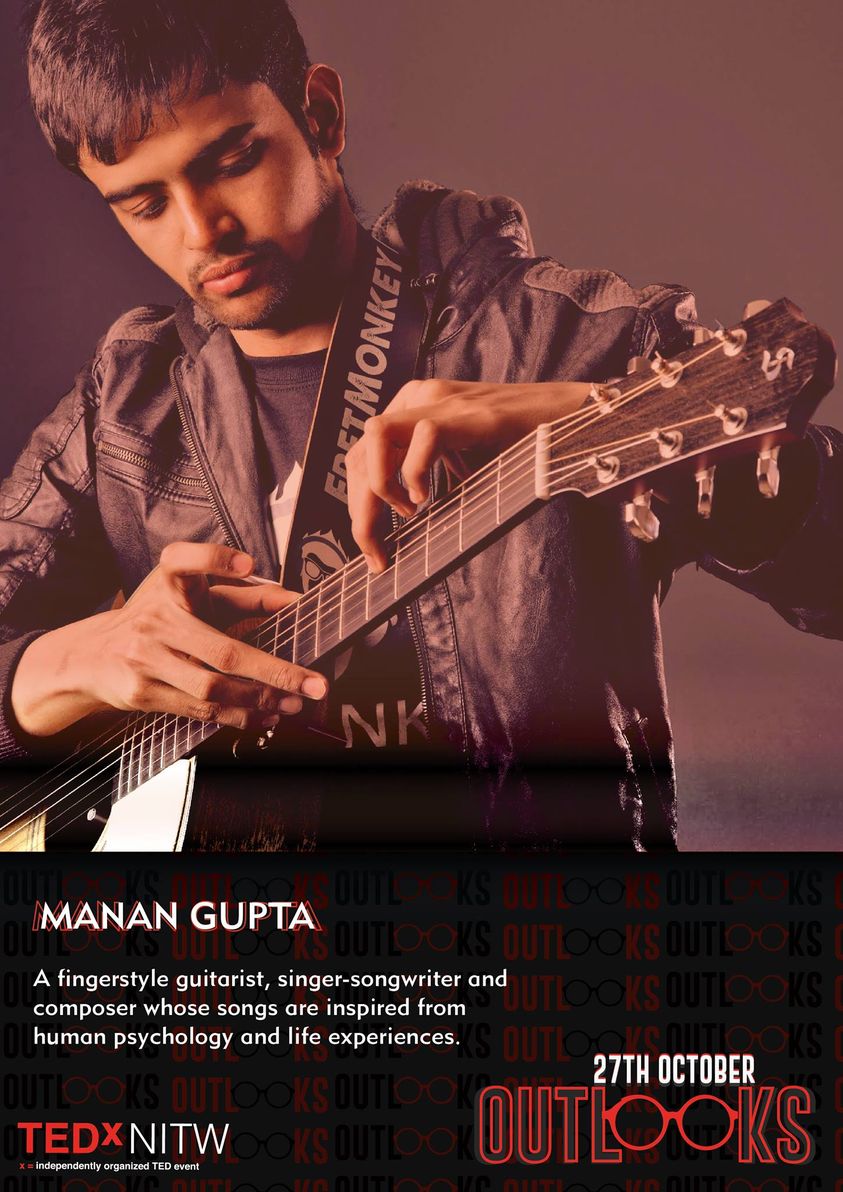 FRETMONKEY
NK
MANAN GUPTA
A fingerstyle guitarist, singer-songwriter and
composer whose songs are inspired from
human psychology and life experiences.
27TH OCTOBER
OUTLOOKS
TEDxNITW
x = independently organized TED event